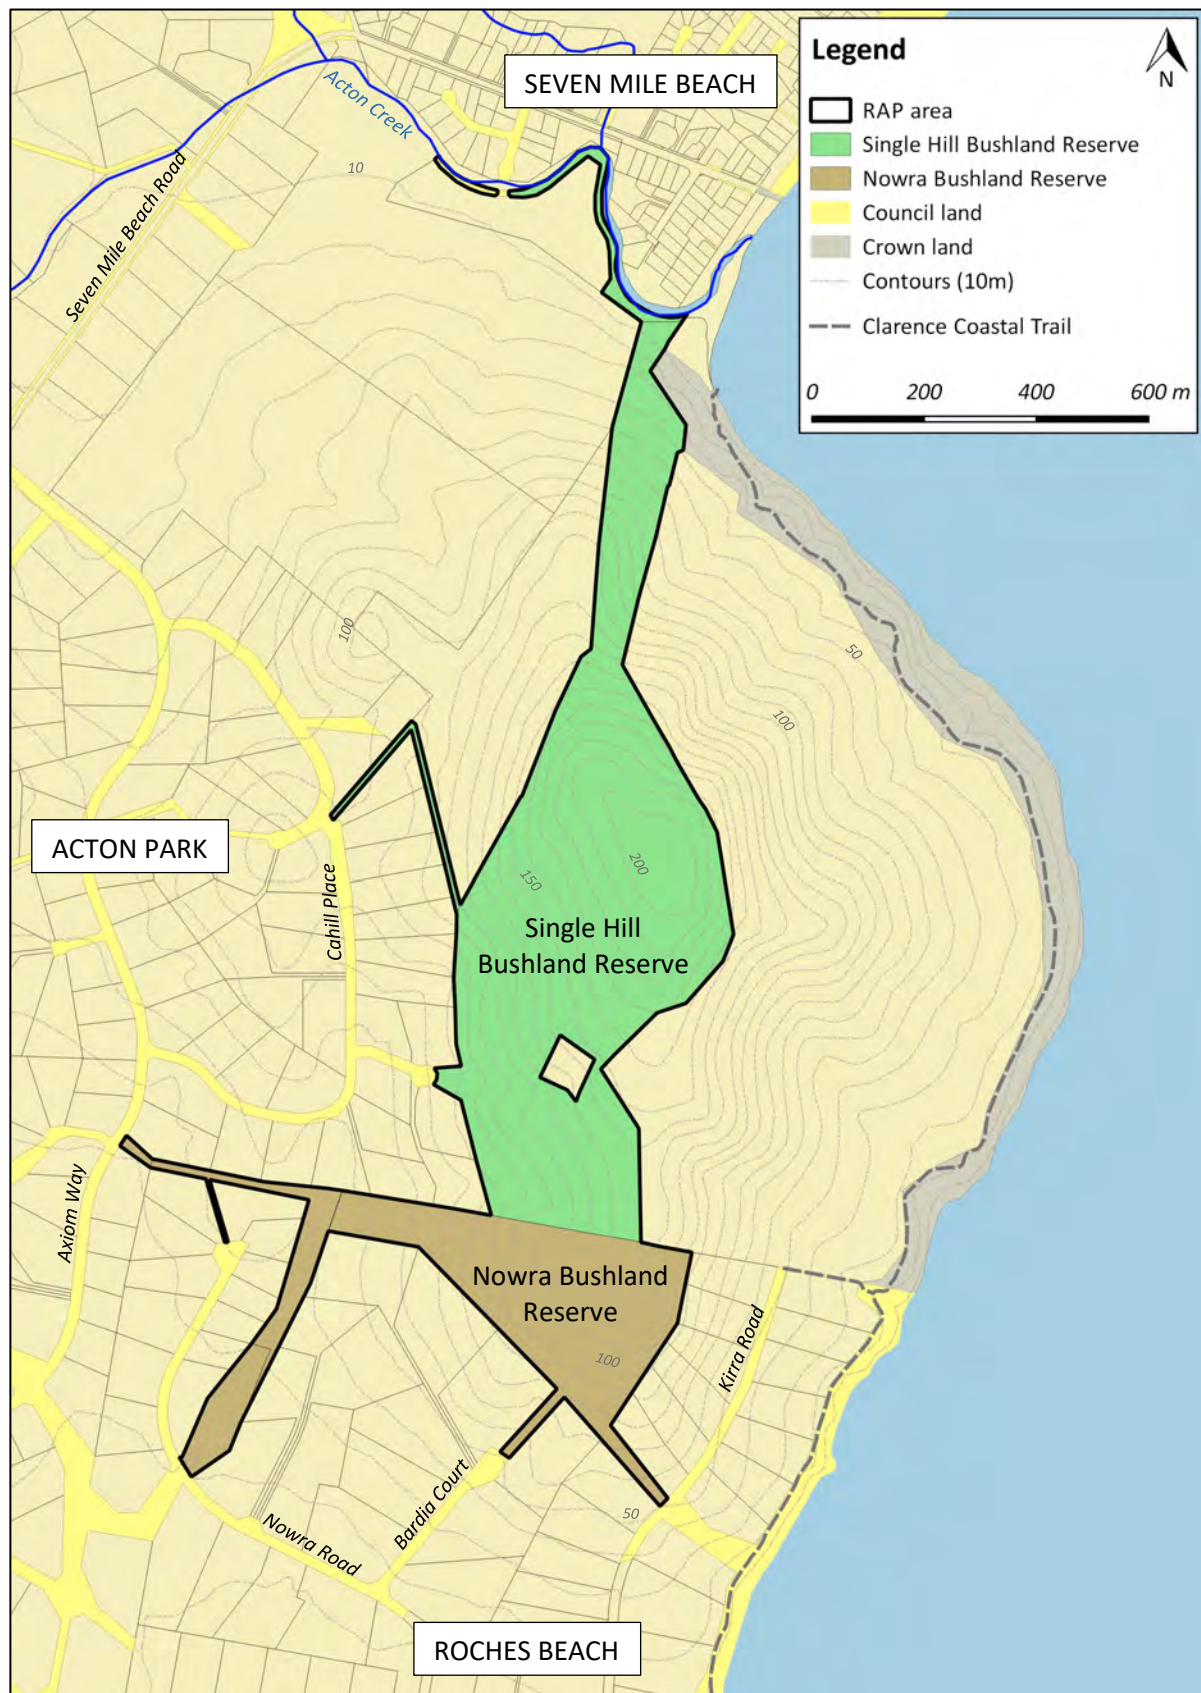 SEVEN MILE BEACH
Legend
N
RAP area
Single Hill Bushland Reserve
Nowra Bushland Reserve
Council land
Crown land
Contours (10m)
Clarence Coastal Trail
0 200 400 600 m
Acton Creek
10
Seven Mile Beach Road
100
50
100
ACTON PARK
Cahill Place
150
200
Single Hill
Bushland Reserve
Axiom Way
Nowra Bushland
Reserve
100
Kirra Road
Bardia Court
50
Nowra Road
ROCHES BEACH